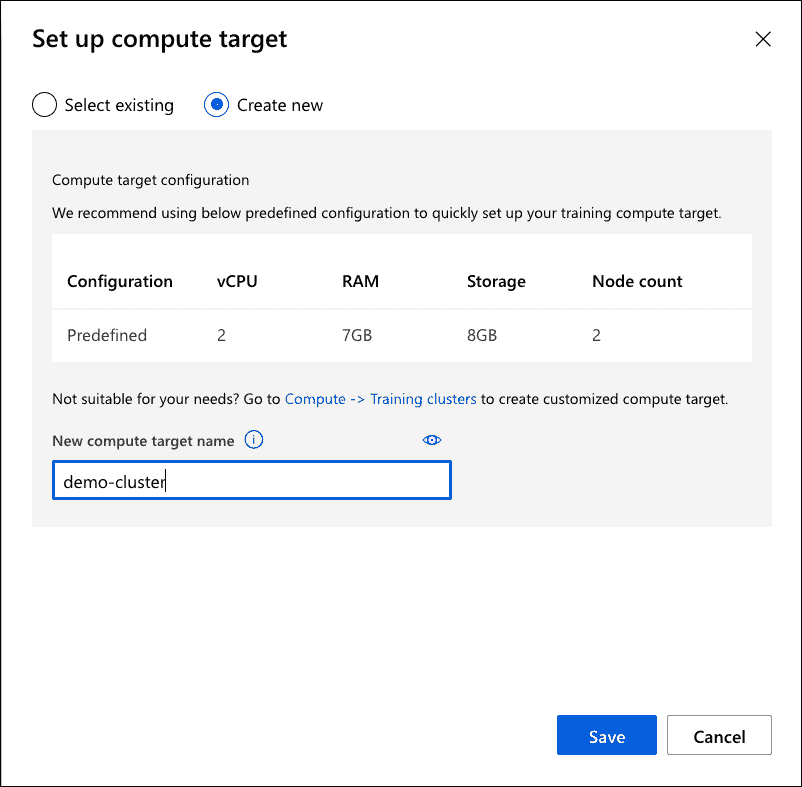 Set up compute target
Select existing Create new
Compute target configuration
We recommend using below predefined configuration to quickly set up your training compute target.
Configuration vCPU RAM Storage Node count
Predefined 2 7GB 8GB 2
Not suitable for your needs? Go to Compute -> Training clusters to create customized compute target.
New compute target name
demo-cluster
Save Cancel